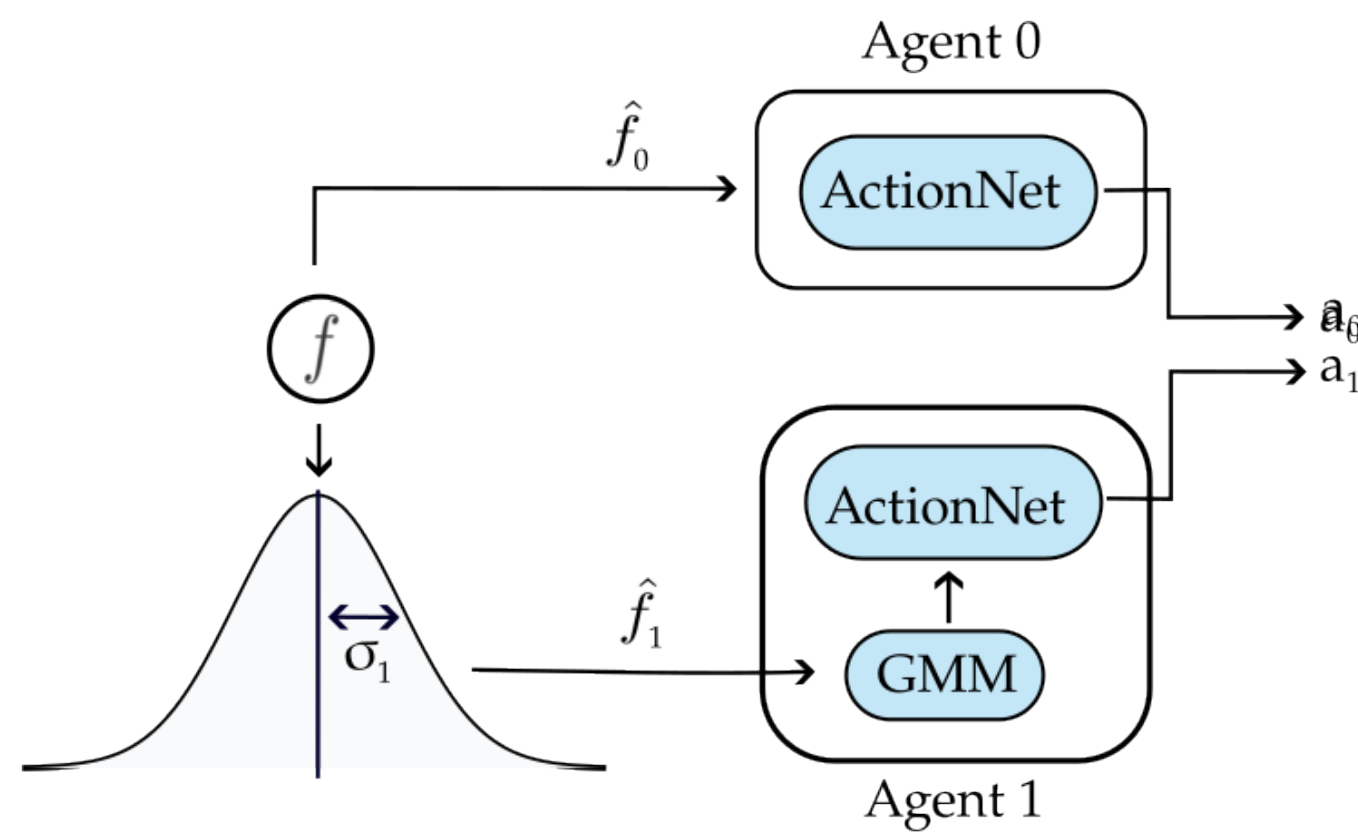 Agent 0
f̂₀
ActionNet
f
a₁
ActionNet
f̂₁
σ₁
GMM
Agent 1